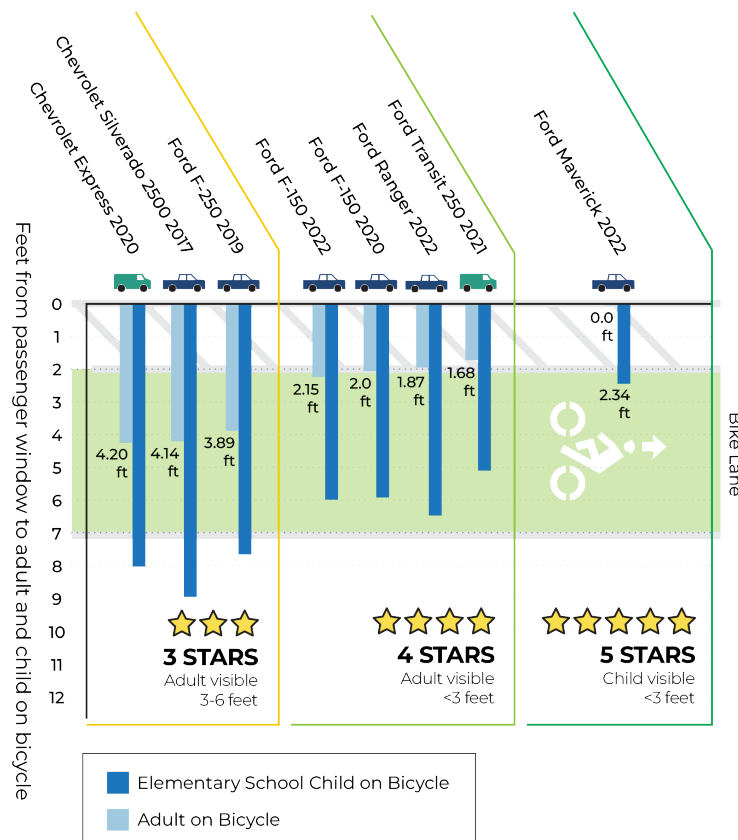 Chevrolet Express 2020
Chevrolet Silverado 2500 2017
Ford F-250 2019
Ford F-150 2022
Ford F-150 2020
Ford Ranger 2022
Ford Transit 250 2021
Ford Maverick 2022
Feet from passenger window to adult and child on bicycle
0
1
2
3
4
5
6
7
8
9
10
11
12
4.20
ft
4.14
ft
3.89
ft
2.15
ft
2.0
ft
1.87
ft
1.68
ft
0.0
ft
2.34
ft
Bike Lane
3 STARS
Adult visible
3-6 feet
4 STARS
Adult visible
<3 feet
5 STARS
Child visible
<3 feet
Elementary School Child on Bicycle
Adult on Bicycle